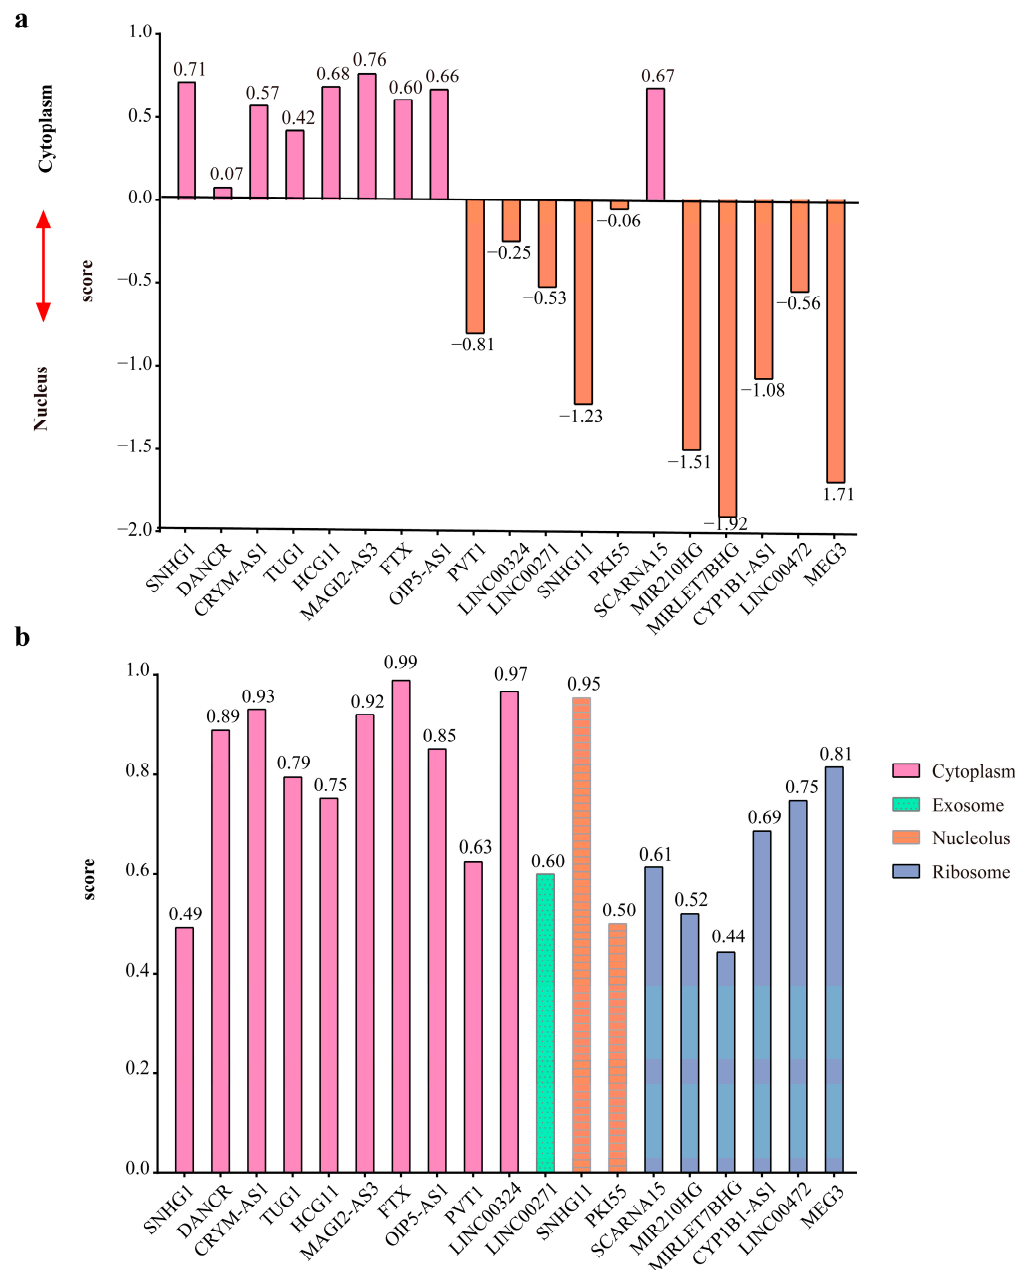 a
1.0
0.5
0.0
−0.5
−1.0
−1.5
−2.0
Cytoplasm
Nucleus
score
0.71
0.07
0.57
0.42
0.68
0.76
0.60
0.66
−0.81
−0.25
−0.53
−1.23
−0.06
0.67
−1.51
−1.92
−1.08
−0.56
1.71
SNHG1
DANCR
CRYM-AS1
TUG1
HCG11
MAGI2-AS3
FTX
OIP5-AS1
PVT1
LINC00324
LINC00271
SNHG11
PKI55
SCARNA15
MIR210HG
MIRLET7BHG
CYP1B1-AS1
LINC00472
MEG3
b
1.0
0.8
0.6
0.4
0.2
0.0
score
0.49
0.89
0.93
0.79
0.75
0.92
0.99
0.85
0.63
0.97
0.60
0.95
0.50
0.61
0.52
0.44
0.69
0.75
0.81
SNHG1
DANCR
CRYM-AS1
TUG1
HCG11
MAGI2-AS3
FTX
OIP5-AS1
PVT1
LINC00324
LINC00271
SNHG11
PKI55
SCARNA15
MIR210HG
MIRLET7BHG
CYP1B1-AS1
LINC00472
MEG3
Cytoplasm
Exosome
Nucleolus
Ribosome